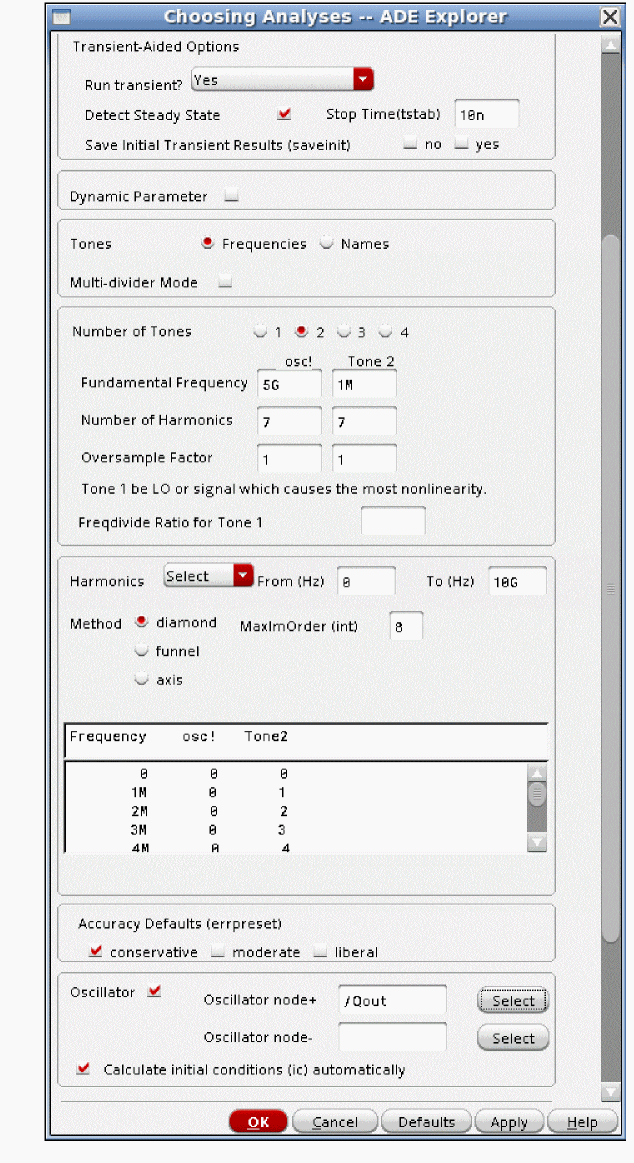 Choosing Analyses -- ADE Explorer
Transient-Aided Options
Run transient? Yes
Detect Steady State Stop Time(tstab) 10n
Save Initial Transient Results (saveinit) no yes
Dynamic Parameter
Tones Frequencies Names
Multi-divider Mode
Number of Tones 1 2 3 4
osc! Tone 2
Fundamental Frequency 5G 1M
Number of Harmonics 7 7
Oversample Factor 1 1
Tone 1 be LO or signal which causes the most nonlinearity.
Freqdivide Ratio for Tone 1
Harmonics Select From (Hz) 0 To (Hz) 10G
Method diamond MaxImOrder (int) 8
funnel
axis
Frequency osc! Tone2
0 0 0
1M 0 1
2M 0 2
3M 0 3
4M 0 4
Accuracy Defaults (errpreset)
conservative moderate liberal
Oscillator Oscillator node+ /Qout Select
Oscillator node- Select
Calculate initial conditions (ic) automatically
OK Cancel Defaults Apply Help